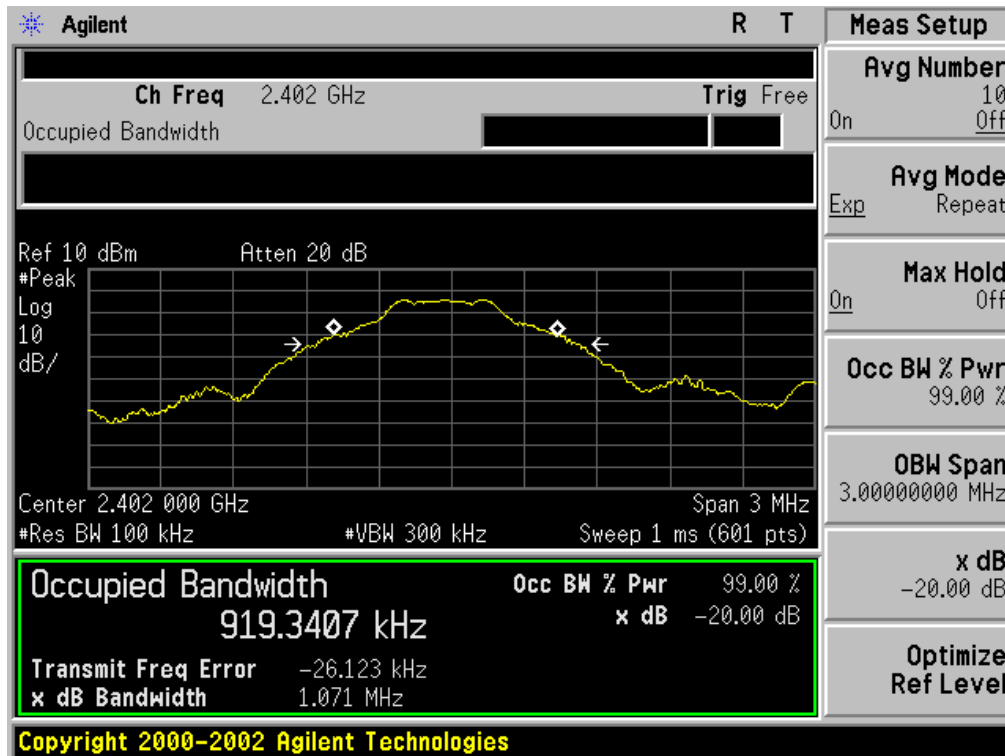 Agilent R T
Meas Setup
Ch Freq 2.402 GHz Trig Free
Occupied Bandwidth
Avg Number
10
On Off
Avg Mode
Exp Repeat
Max Hold
On Off
Occ BW % Pwr
99.00 %
OBW Span
3.00000000 MHz
x dB
-20.00 dB
Optimize
Ref Level
Ref 10 dBm Atten 20 dB
#Peak
Log
10
dB/
Center 2.402 000 GHz Span 3 MHz
#Res BW 100 kHz #VBW 300 kHz Sweep 1 ms (601 pts)
Occupied Bandwidth
919.3407 kHz
Occ BW % Pwr 99.00 %
x dB -20.00 dB
Transmit Freq Error -26.123 kHz
x dB Bandwidth 1.071 MHz
Copyright 2000-2002 Agilent Technologies